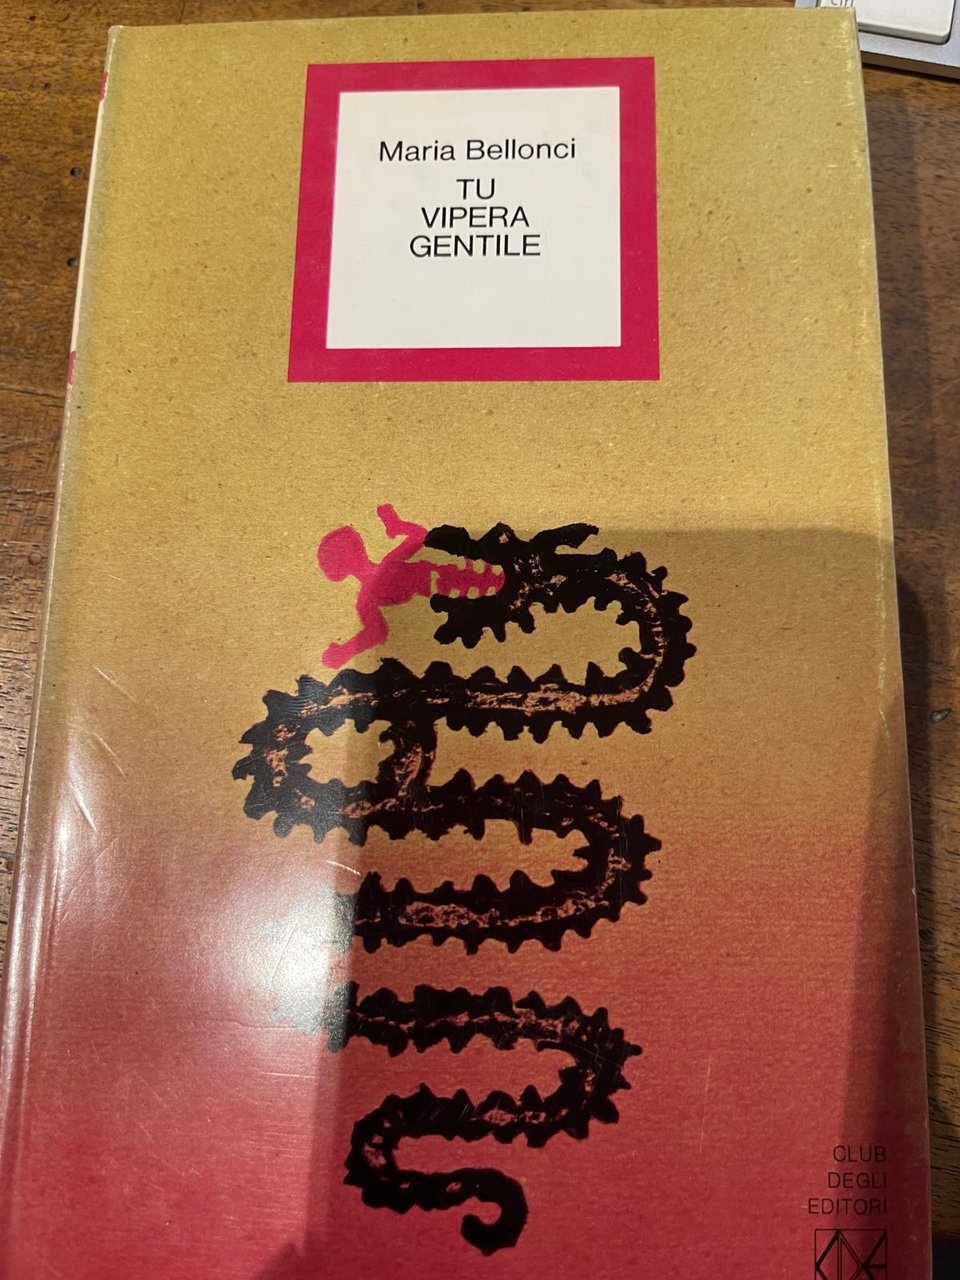 Maria Bellonci
TU
VIPERA
GENTILE
CLUB
DEGLI
EDITORI